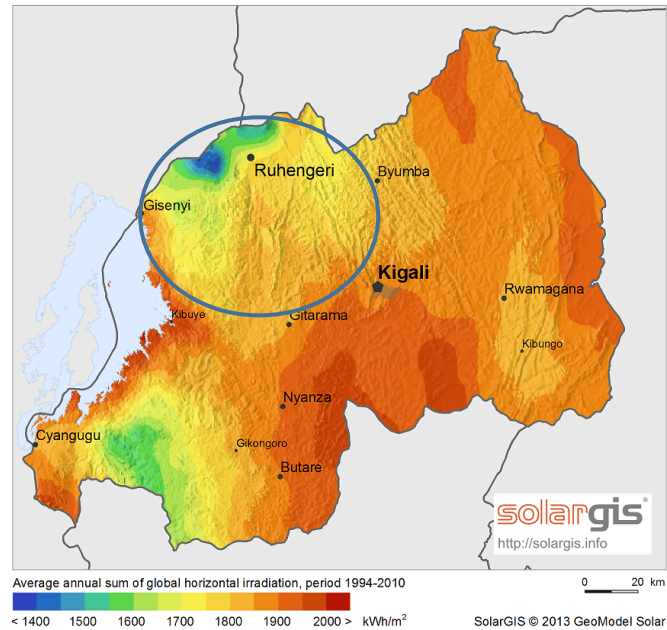 Ruhengeri
Byumba
Gisenyi
Kigali
Rwamagana
Kibuye
Gitarama
Kibungo
Nyanza
Cyangugu
Gikongoro
Butare
solargis®
http://solargis.info
Average annual sum of global horizontal irradiation, period 1994-2010
0 20 km
< 1400 1500 1600 1700 1800 1900 2000 > kWh/m²
SolarGIS © 2013 GeoModel Solar